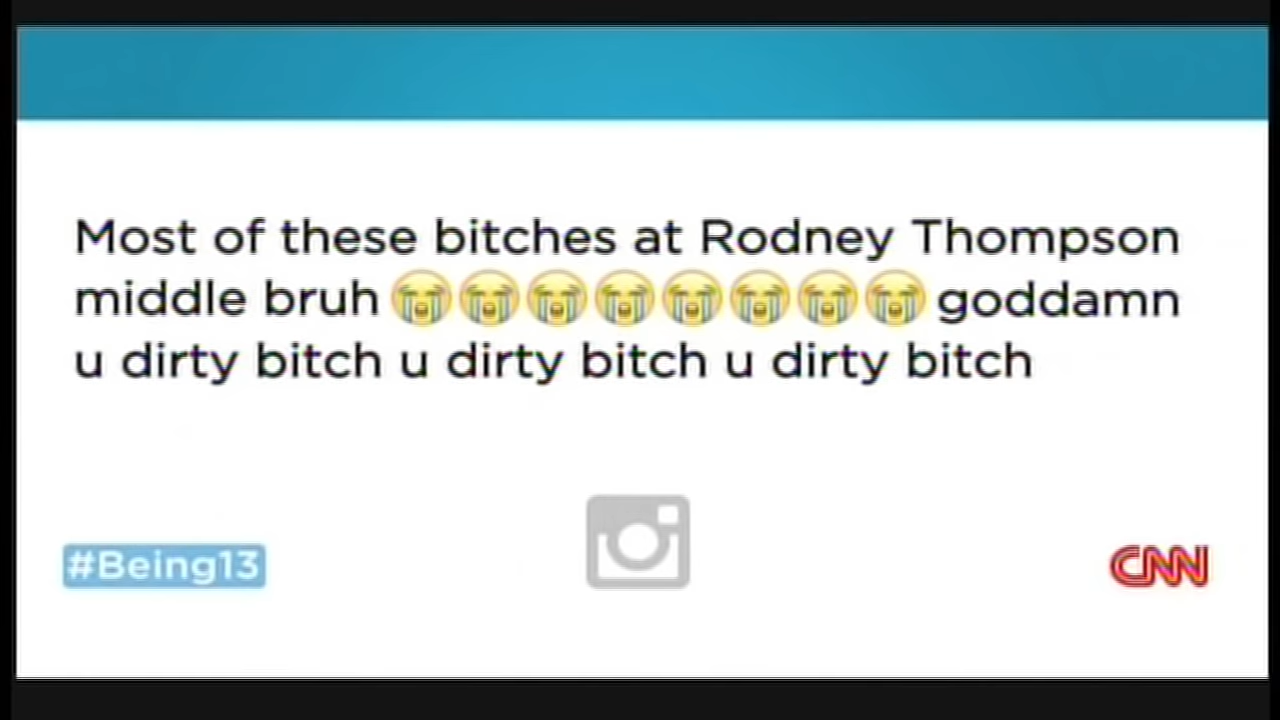 Most of these bitches at Rodney Thompson
middle bruh 😭😭😭😭😭😭😭😭 goddamn
u dirty bitch u dirty bitch u dirty bitch
#Being13
CNN